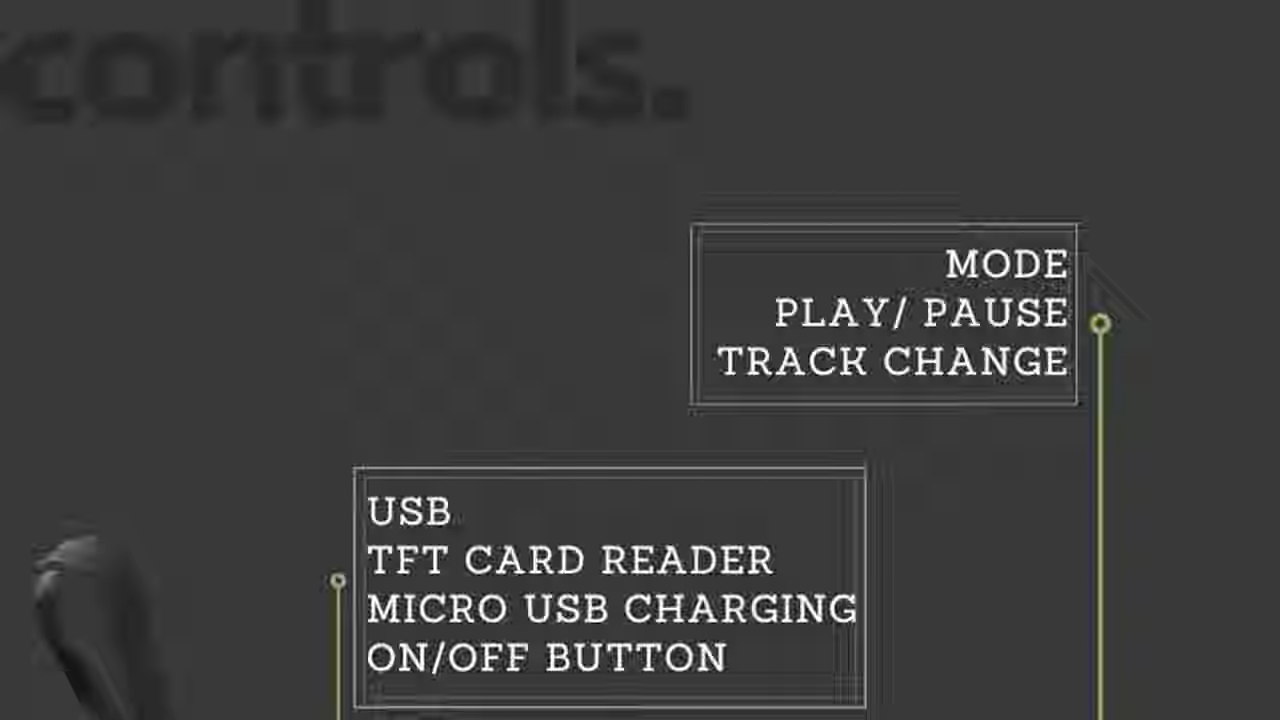 controls.
MODE
PLAY/ PAUSE
TRACK CHANGE
USB
TFT CARD READER
MICRO USB CHARGING
ON/OFF BUTTON